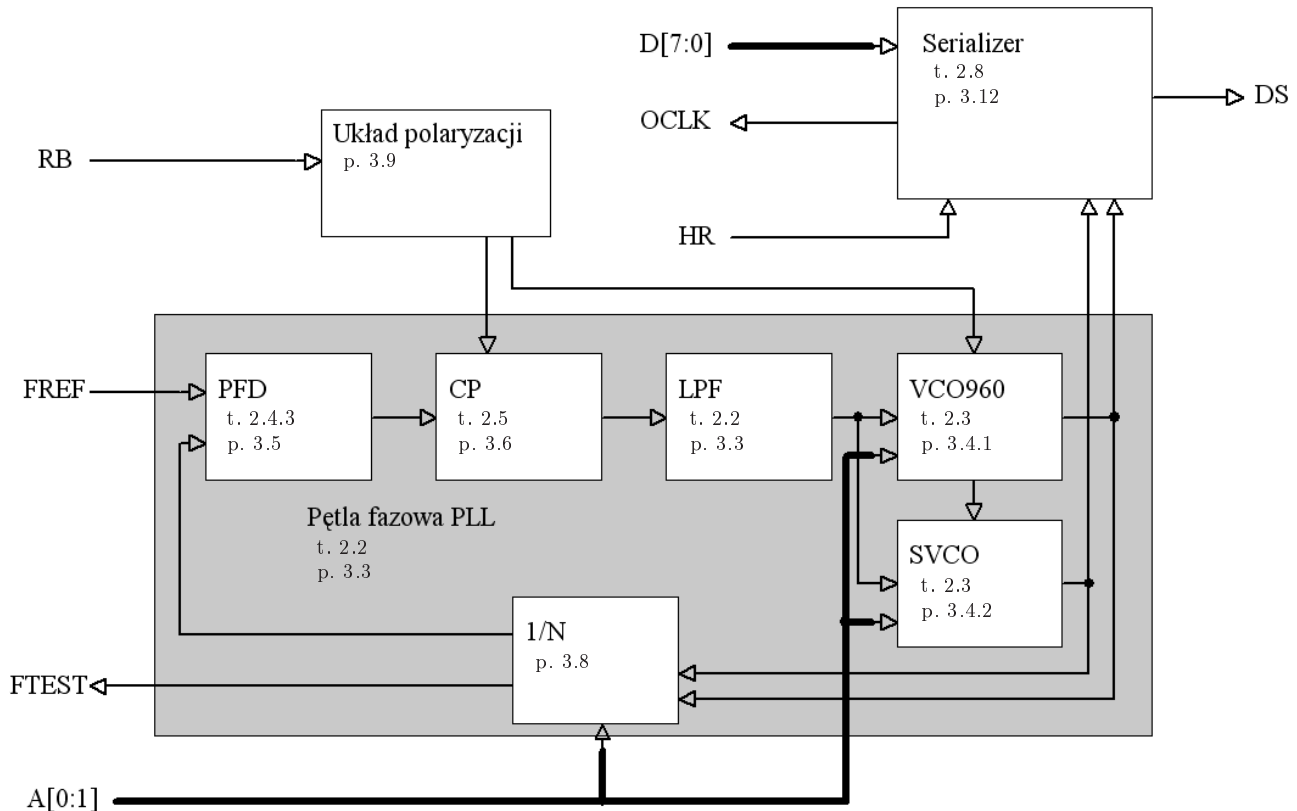 D[7:0]
Serializer
t. 2.8
p. 3.12
DS
OCLK
Układ polaryzacji
p. 3.9
RB
HR
FREF
PFD
t. 2.4.3
p. 3.5
CP
t. 2.5
p. 3.6
LPF
t. 2.2
p. 3.3
VCO960
t. 2.3
p. 3.4.1
Pętla fazowa PLL
t. 2.2
p. 3.3
SVCO
t. 2.3
p. 3.4.2
1/N
p. 3.8
FTEST
A[0:1]